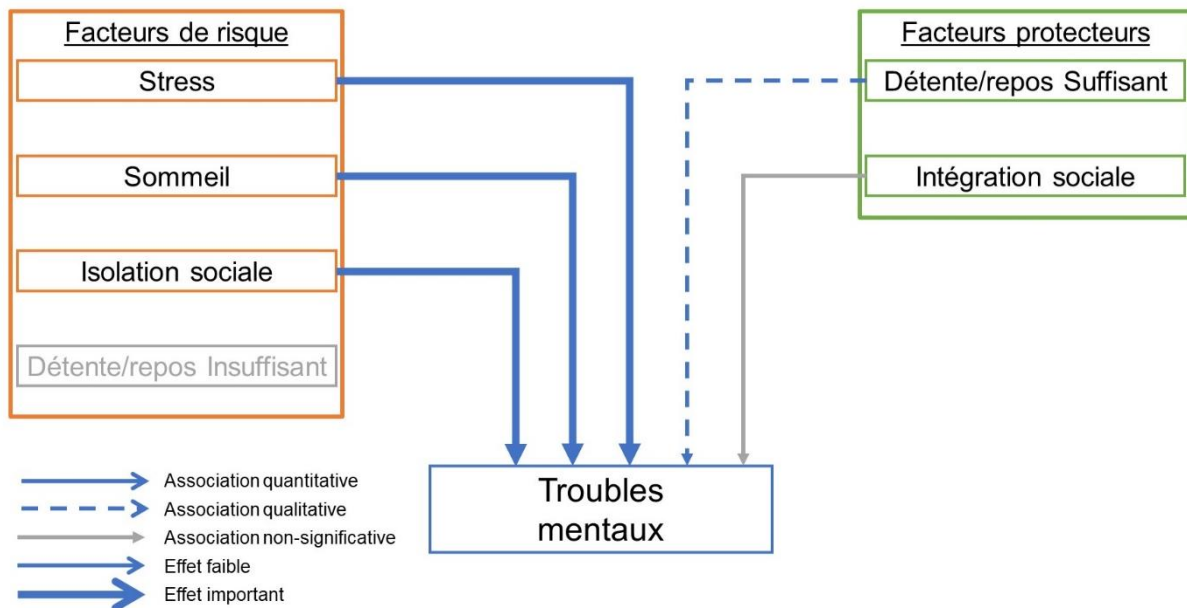 Facteurs de risque
Stress
Sommeil
Isolation sociale
Détente/repos Insuffisant
Facteurs protecteurs
Détente/repos Suffisant
Intégration sociale
Troubles
mentaux
Association quantitative
Association qualitative
Association non-significative
Effet faible
Effet important